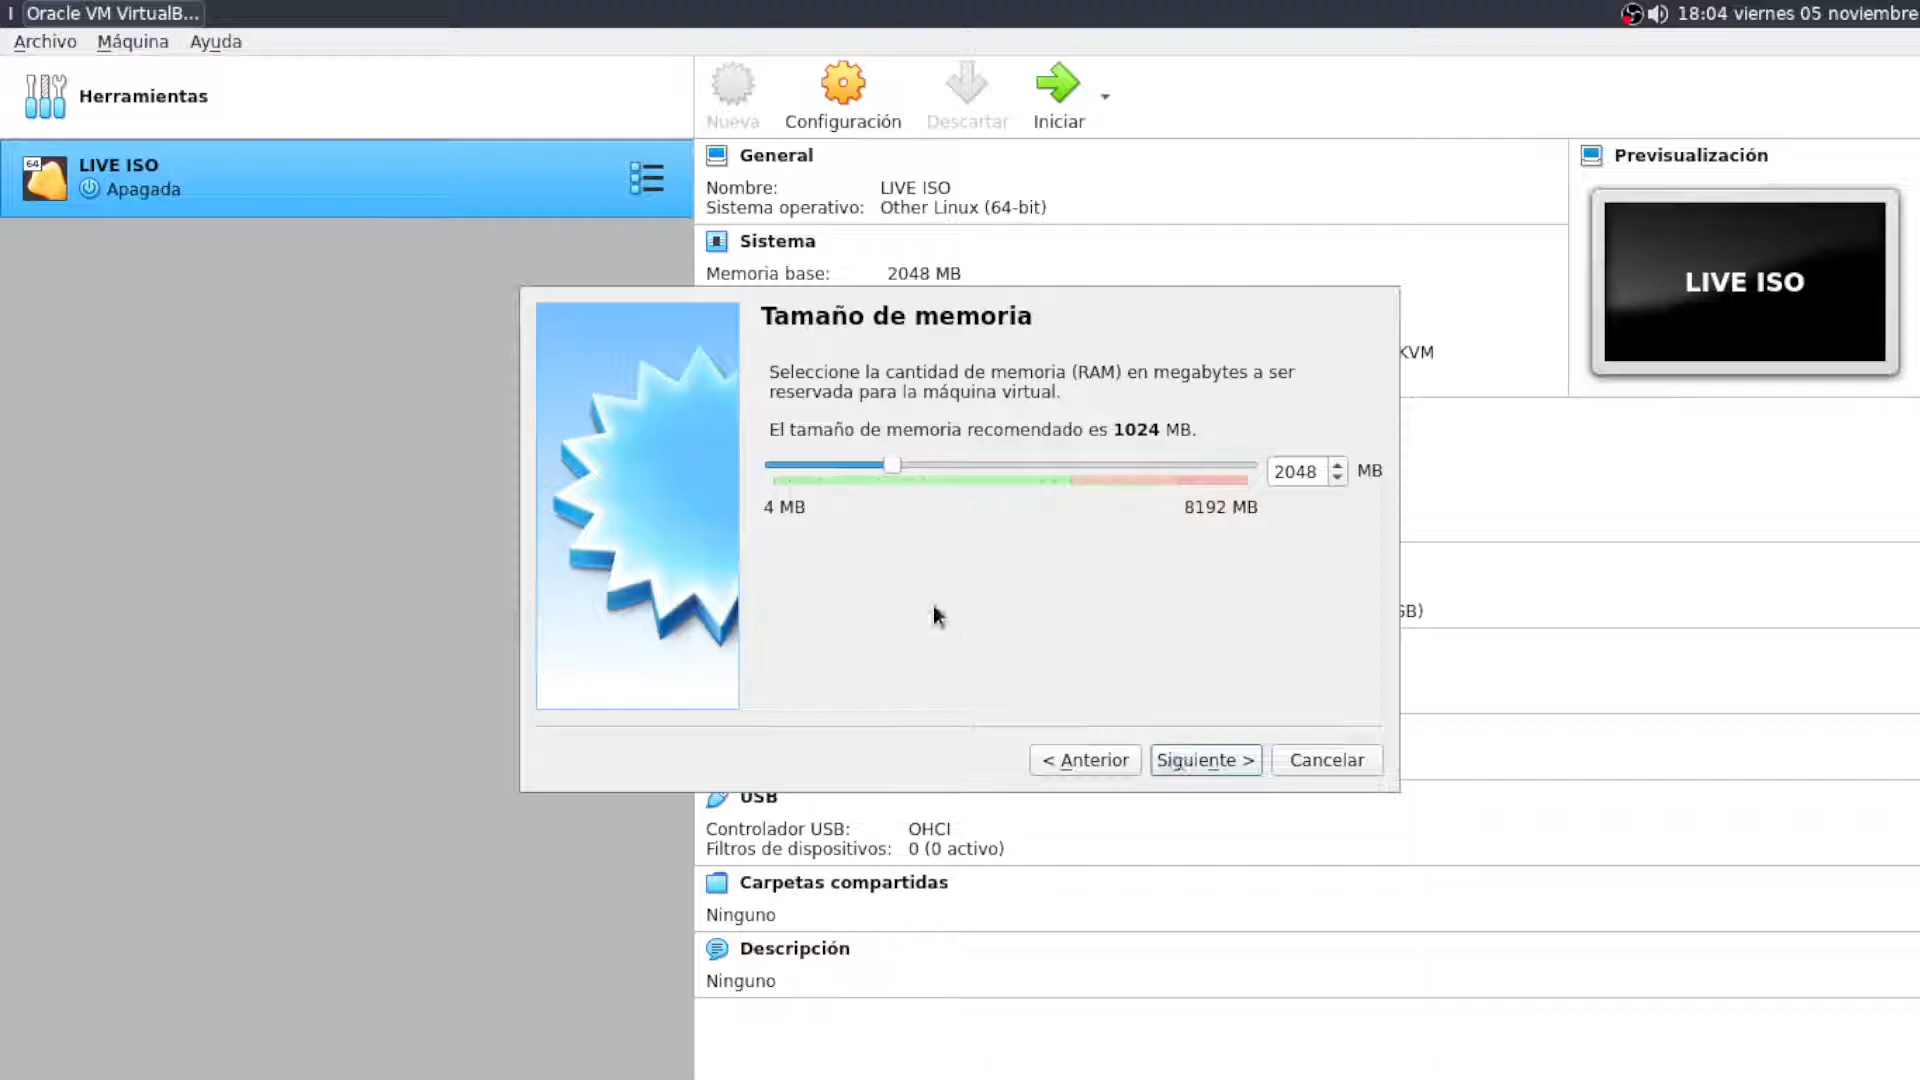 Oracle VM VirtualB...
18:04 viernes 05 noviembre
Archivo Máquina Ayuda
Herramientas
Nueva Configuración Descartar Iniciar
64
LIVE ISO
Apagada
General
Nombre: LIVE ISO
Sistema operativo: Other Linux (64-bit)
Previsualización
LIVE ISO
Sistema
Memoria base: 2048 MB
KVM
Tamaño de memoria
Seleccione la cantidad de memoria (RAM) en megabytes a ser
reservada para la máquina virtual.
El tamaño de memoria recomendado es 1024 MB.
2048 MB
4 MB 8192 MB
GB)
< Anterior Siguiente > Cancelar
USB
Controlador USB: OHCI
Filtros de dispositivos: 0 (0 activo)
Carpetas compartidas
Ninguno
Descripción
Ninguno